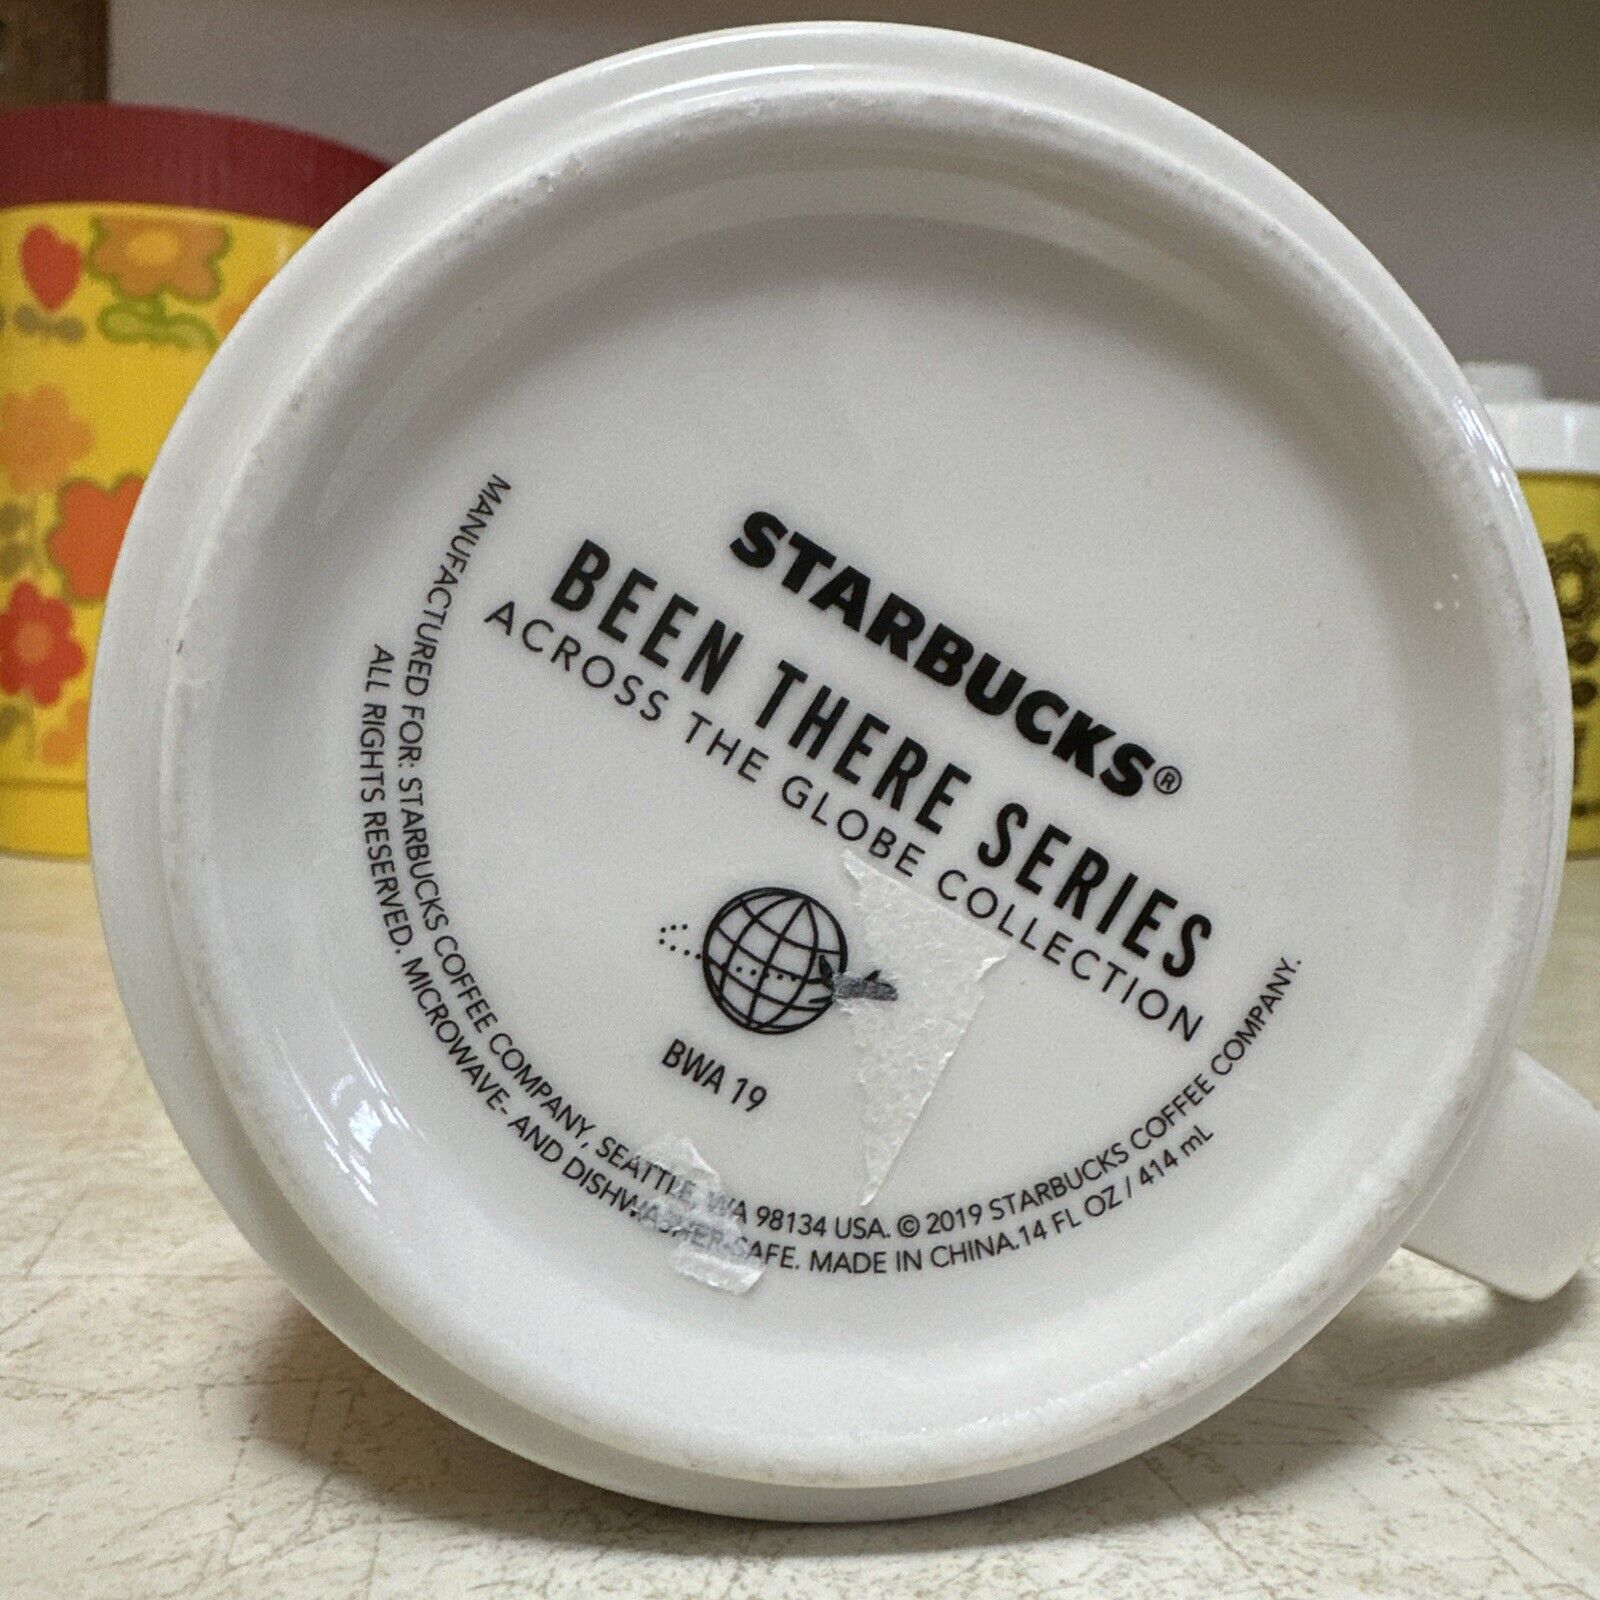 STARBUCKS®
BEEN THERE SERIES
ACROSS THE GLOBE COLLECTION
BWA 19
MANUFACTURED FOR: STARBUCKS COFFEE COMPANY, SEATTLE, WA 98134 USA. © 2019 STARBUCKS COFFEE COMPANY.
ALL RIGHTS RESERVED. MICROWAVE- AND DISHWASHER-SAFE. MADE IN CHINA.14 FL OZ / 414 mL